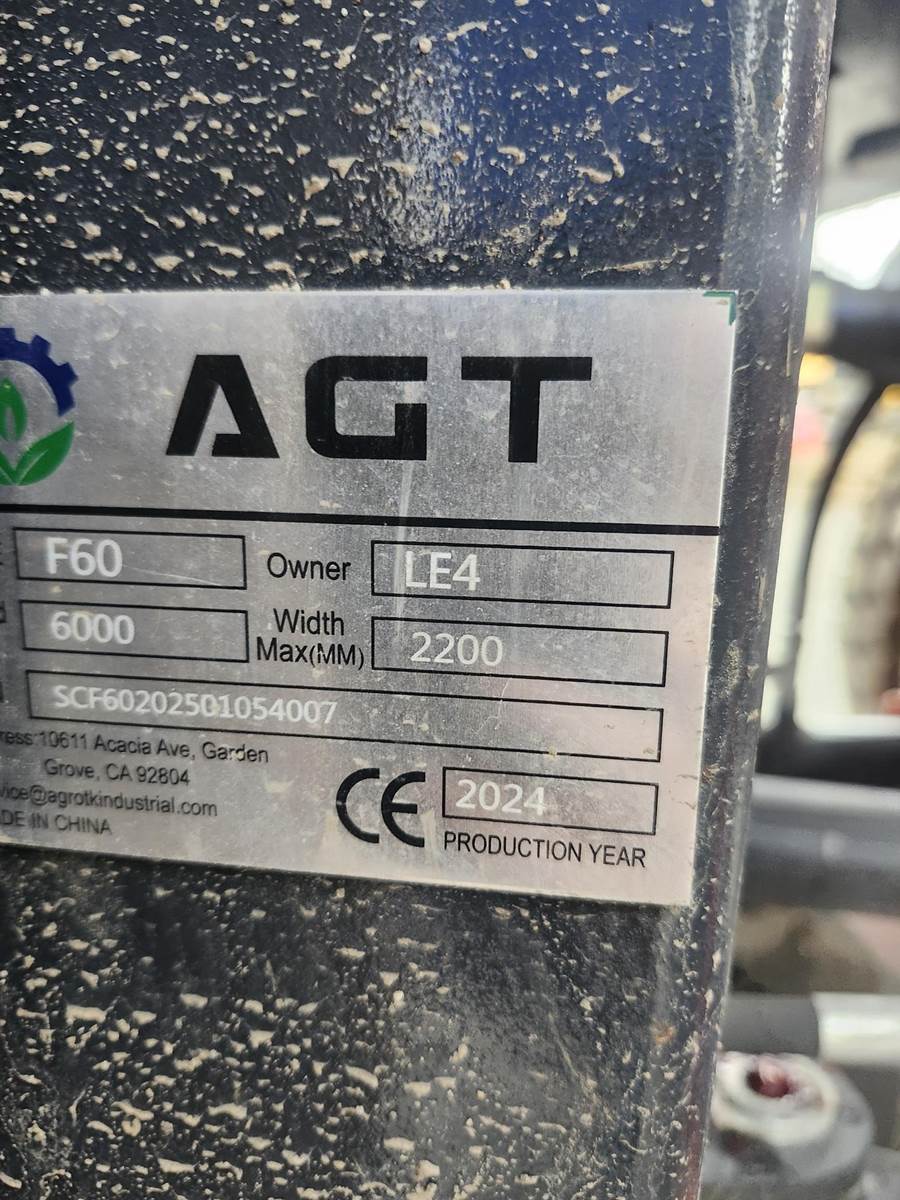 AGT
F60 Owner LE4
6000 Width Max(MM) 2200
SCF60202501054007
ress:10611 Acacia Ave, Garden
Grove, CA 92804
vice@agrotkindustrial.com
DE IN CHINA
CE 2024
PRODUCTION YEAR